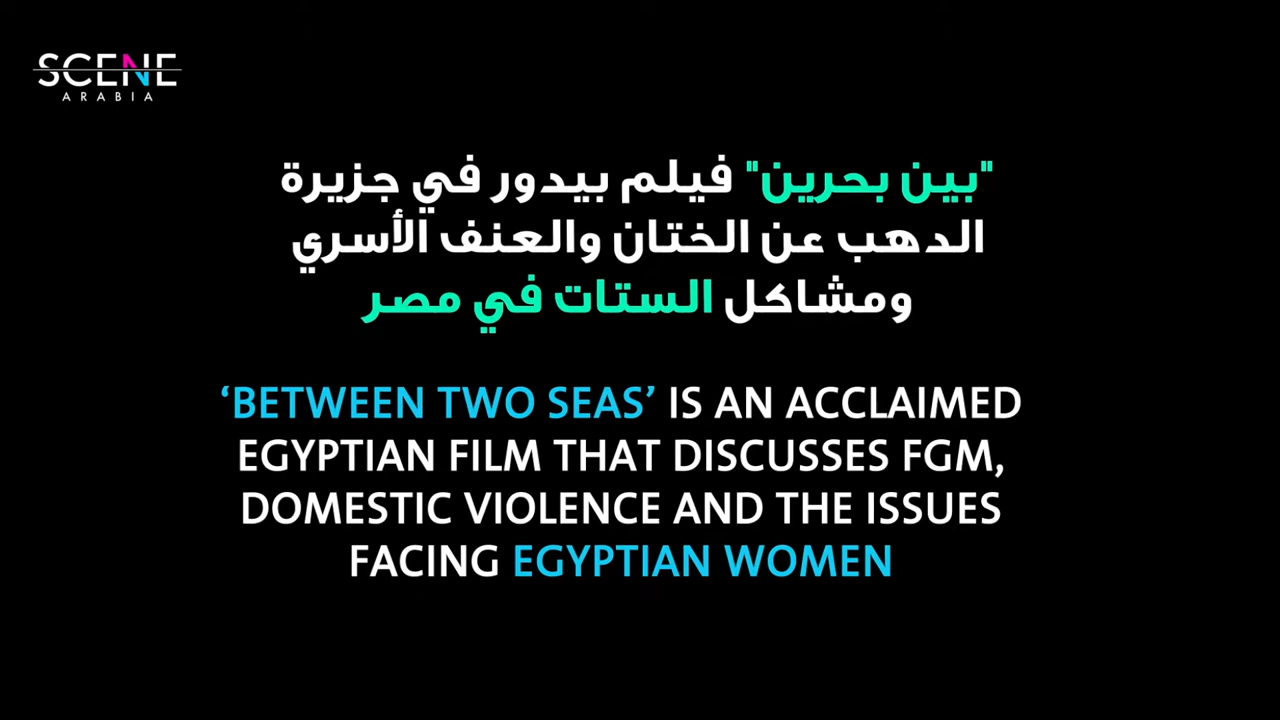 SCENE
ARABIA
"بين بحرين" فيلم بيدور في جزيرة
الدهب عن الختان والعنف الأسري
ومشاكل الستات في مصر
‘BETWEEN TWO SEAS’ IS AN ACCLAIMED
EGYPTIAN FILM THAT DISCUSSES FGM,
DOMESTIC VIOLENCE AND THE ISSUES
FACING EGYPTIAN WOMEN